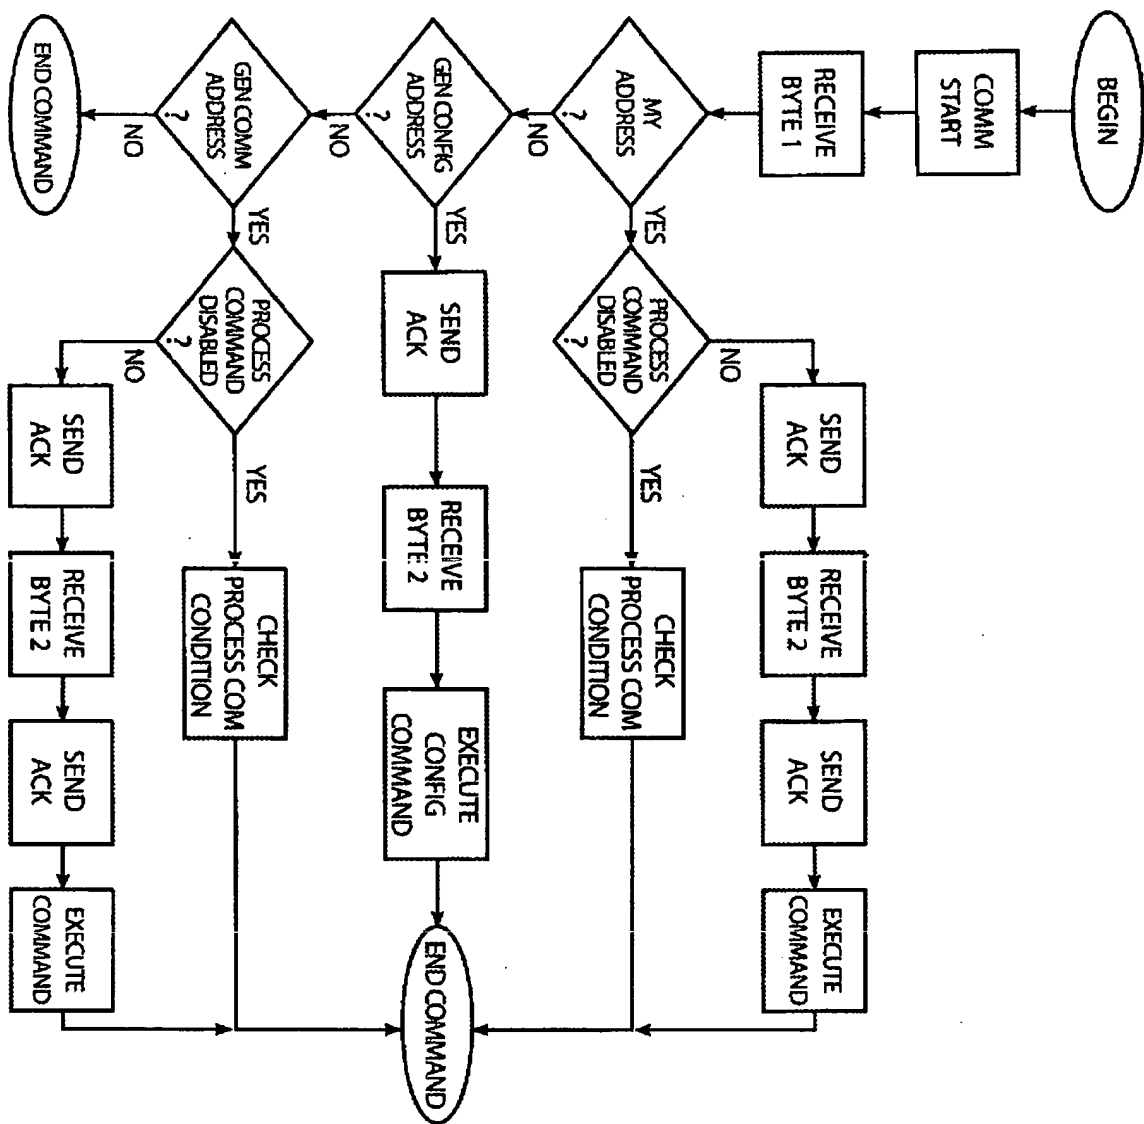 BEGIN
COMM
START
RECEIVE
BYTE 1
MY
ADDRESS
?
YES
NO
PROCESS
COMMAND
DISABLED
?
NO
YES
SEND
ACK
RECEIVE
BYTE 2
SEND
ACK
EXECUTE
COMMAND
CHECK
PROCESS COM
CONDITION
GEN CONFIG
ADDRESS
?
YES
NO
SEND
ACK
RECEIVE
BYTE 2
EXECUTE
CONFIG
COMMAND
END COMMAND
GEN COMM
ADDRESS
?
YES
NO
PROCESS
COMMAND
DISABLED
?
YES
NO
CHECK
PROCESS COM
CONDITION
SEND
ACK
RECEIVE
BYTE 2
SEND
ACK
EXECUTE
COMMAND
END COMMAND